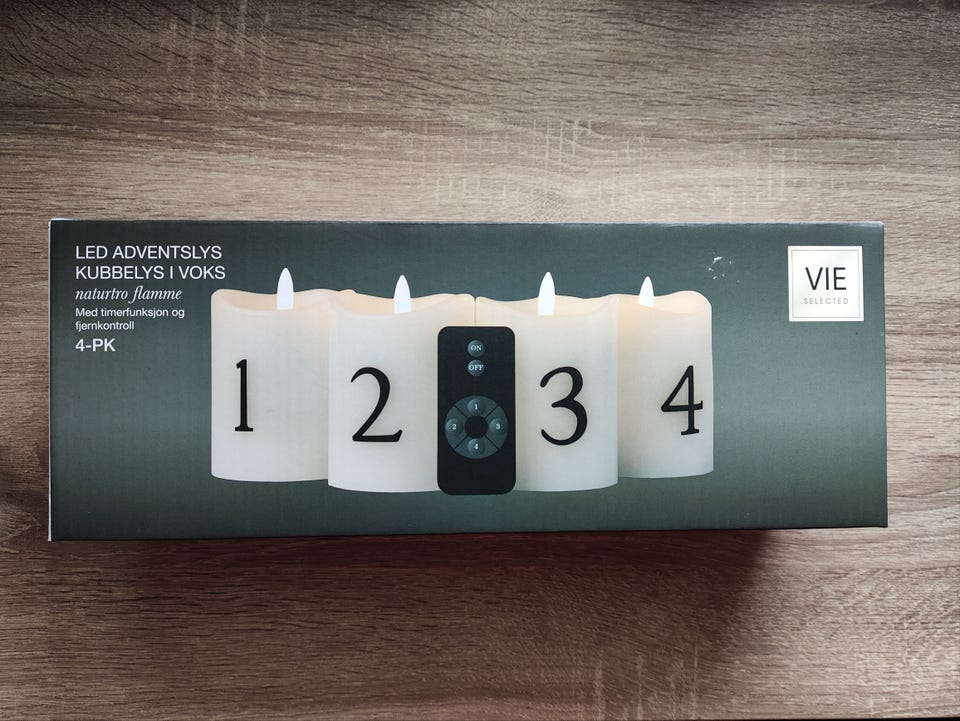 LED ADVENTSLYS
KUBBELYS I VOKS
naturtro flamme
Med timerfunksjon og
fjernkontroll
4-PK
1
2
3
4
ON
OFF
1
2
3
4
VIE
SELECTED